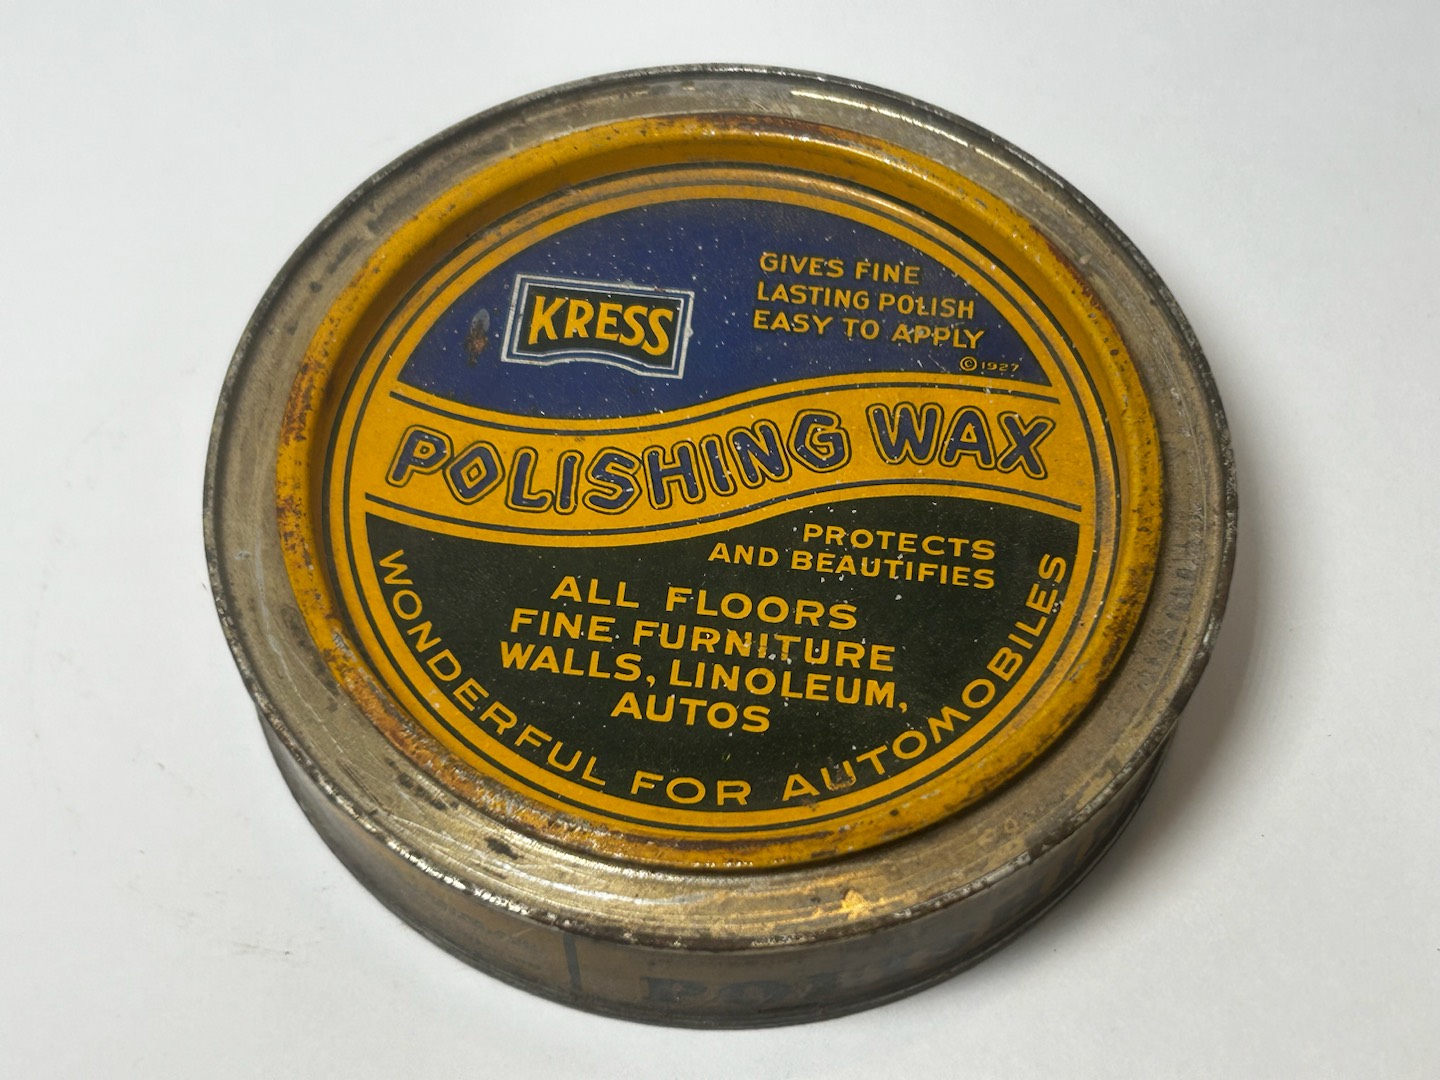 KRESS
GIVES FINE
LASTING POLISH
EASY TO APPLY
© 1927
POLISHING WAX
PROTECTS
AND BEAUTIFIES
ALL FLOORS
FINE FURNITURE
WALLS, LINOLEUM,
AUTOS
WONDERFUL FOR AUTOMOBILES